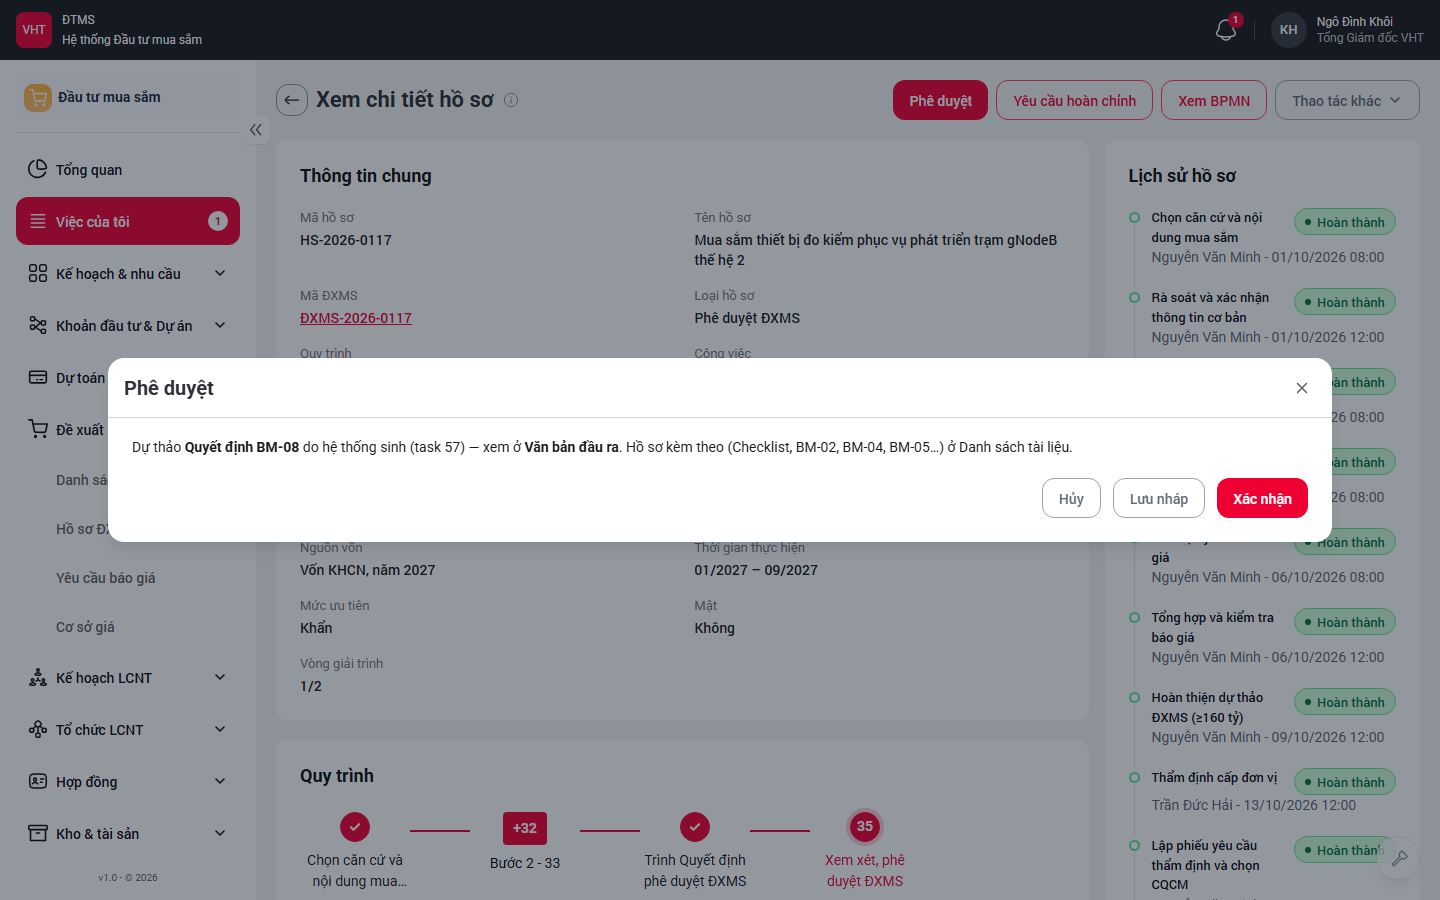 VHT
ĐTMS
Hệ thống Đầu tư mua sắm
1
KH
Ngô Đình Khôi
Tổng Giám đốc VHT
Đầu tư mua sắm
Tổng quan
Việc của tôi
1
Kế hoạch & nhu cầu
Khoản đầu tư & Dự án
Dự toán
Đề xuất
Yêu cầu báo giá
Cơ sở giá
Kế hoạch LCNT
Tổ chức LCNT
Hợp đồng
Kho & tài sản
v1.0 - © 2026
Xem chi tiết hồ sơ
Phê duyệt
Yêu cầu hoàn chỉnh
Xem BPMN
Thao tác khác
Thông tin chung
Mã hồ sơ
HS-2026-0117
Tên hồ sơ
Mua sắm thiết bị đo kiểm phục vụ phát triển trạm gNodeB
thế hệ 2
Mã ĐXMS
ĐXMS-2026-0117
Loại hồ sơ
Phê duyệt ĐXMS
Quy trình
Công việc
Phê duyệt
Dự thảo Quyết định BM-08 do hệ thống sinh (task 57) — xem ở Văn bản đầu ra. Hồ sơ kèm theo (Checklist, BM-02, BM-04, BM-05...) ở Danh sách tài liệu.
Hủy
Lưu nháp
Xác nhận
Nguồn vốn
Vốn KHCN, năm 2027
Thời gian thực hiện
01/2027 – 09/2027
Mức ưu tiên
Khẩn
Mật
Không
Vòng giải trình
1/2
Quy trình
Chọn căn cứ và
nội dung mua...
+32
Bước 2 - 33
Trình Quyết định
phê duyệt ĐXMS
35
Xem xét, phê
duyệt ĐXMS
Lịch sử hồ sơ
Chọn căn cứ và nội
dung mua sắm
Hoàn thành
Nguyễn Văn Minh - 01/10/2026 08:00
Rà soát và xác nhận
thông tin cơ bản
Hoàn thành
Nguyễn Văn Minh - 01/10/2026 12:00
thành
26 08:00
thành
26 08:00
giá
Hoàn thành
Nguyễn Văn Minh - 06/10/2026 08:00
Tổng hợp và kiểm tra
báo giá
Hoàn thành
Nguyễn Văn Minh - 06/10/2026 12:00
Hoàn thiện dự thảo
ĐXMS (≥160 tỷ)
Hoàn thành
Nguyễn Văn Minh - 09/10/2026 12:00
Thẩm định cấp đơn vị
Hoàn thành
Trần Đức Hải - 13/10/2026 12:00
Lập phiếu yêu cầu
thẩm định và chọn
CQCM
Hoàn thành